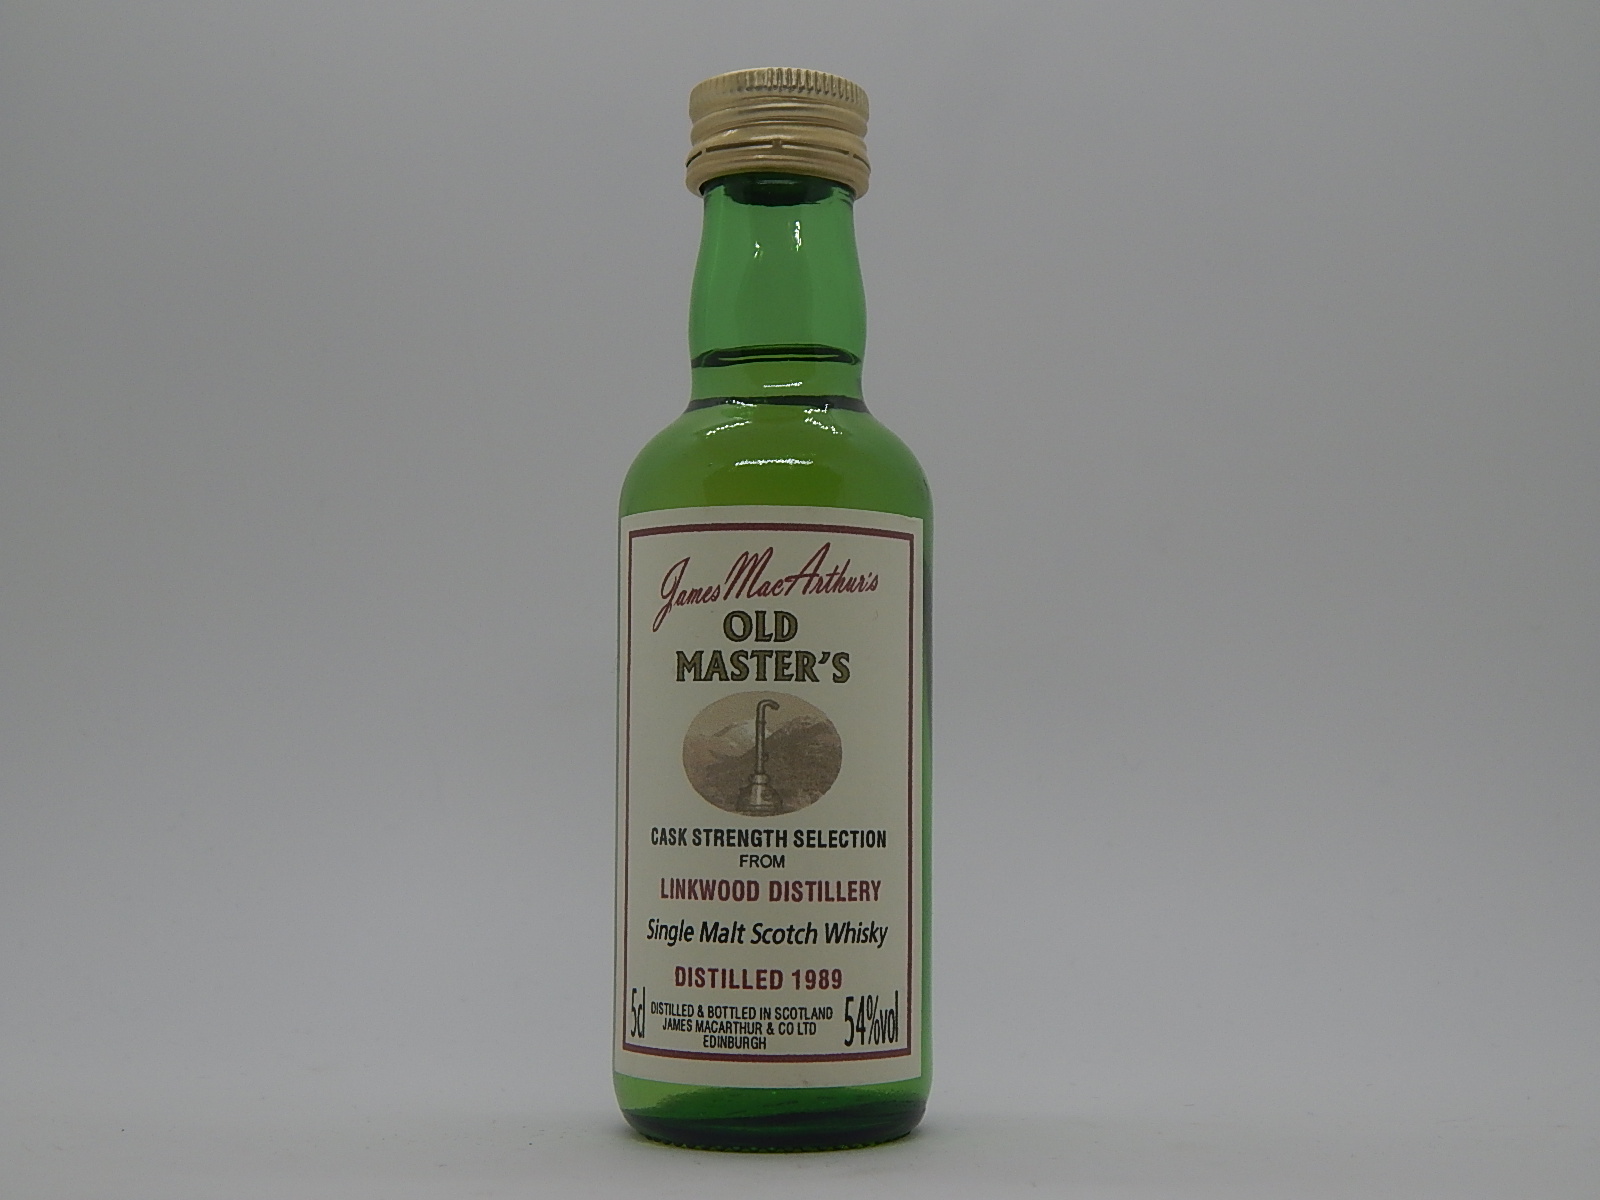 James MacArthur's
OLD
MASTER'S
CASK STRENGTH SELECTION
FROM
LINKWOOD DISTILLERY
Single Malt Scotch Whisky
DISTILLED 1989
5cl
DISTILLED & BOTTLED IN SCOTLAND
JAMES MACARTHUR & CO LTD
EDINBURGH
54%vol